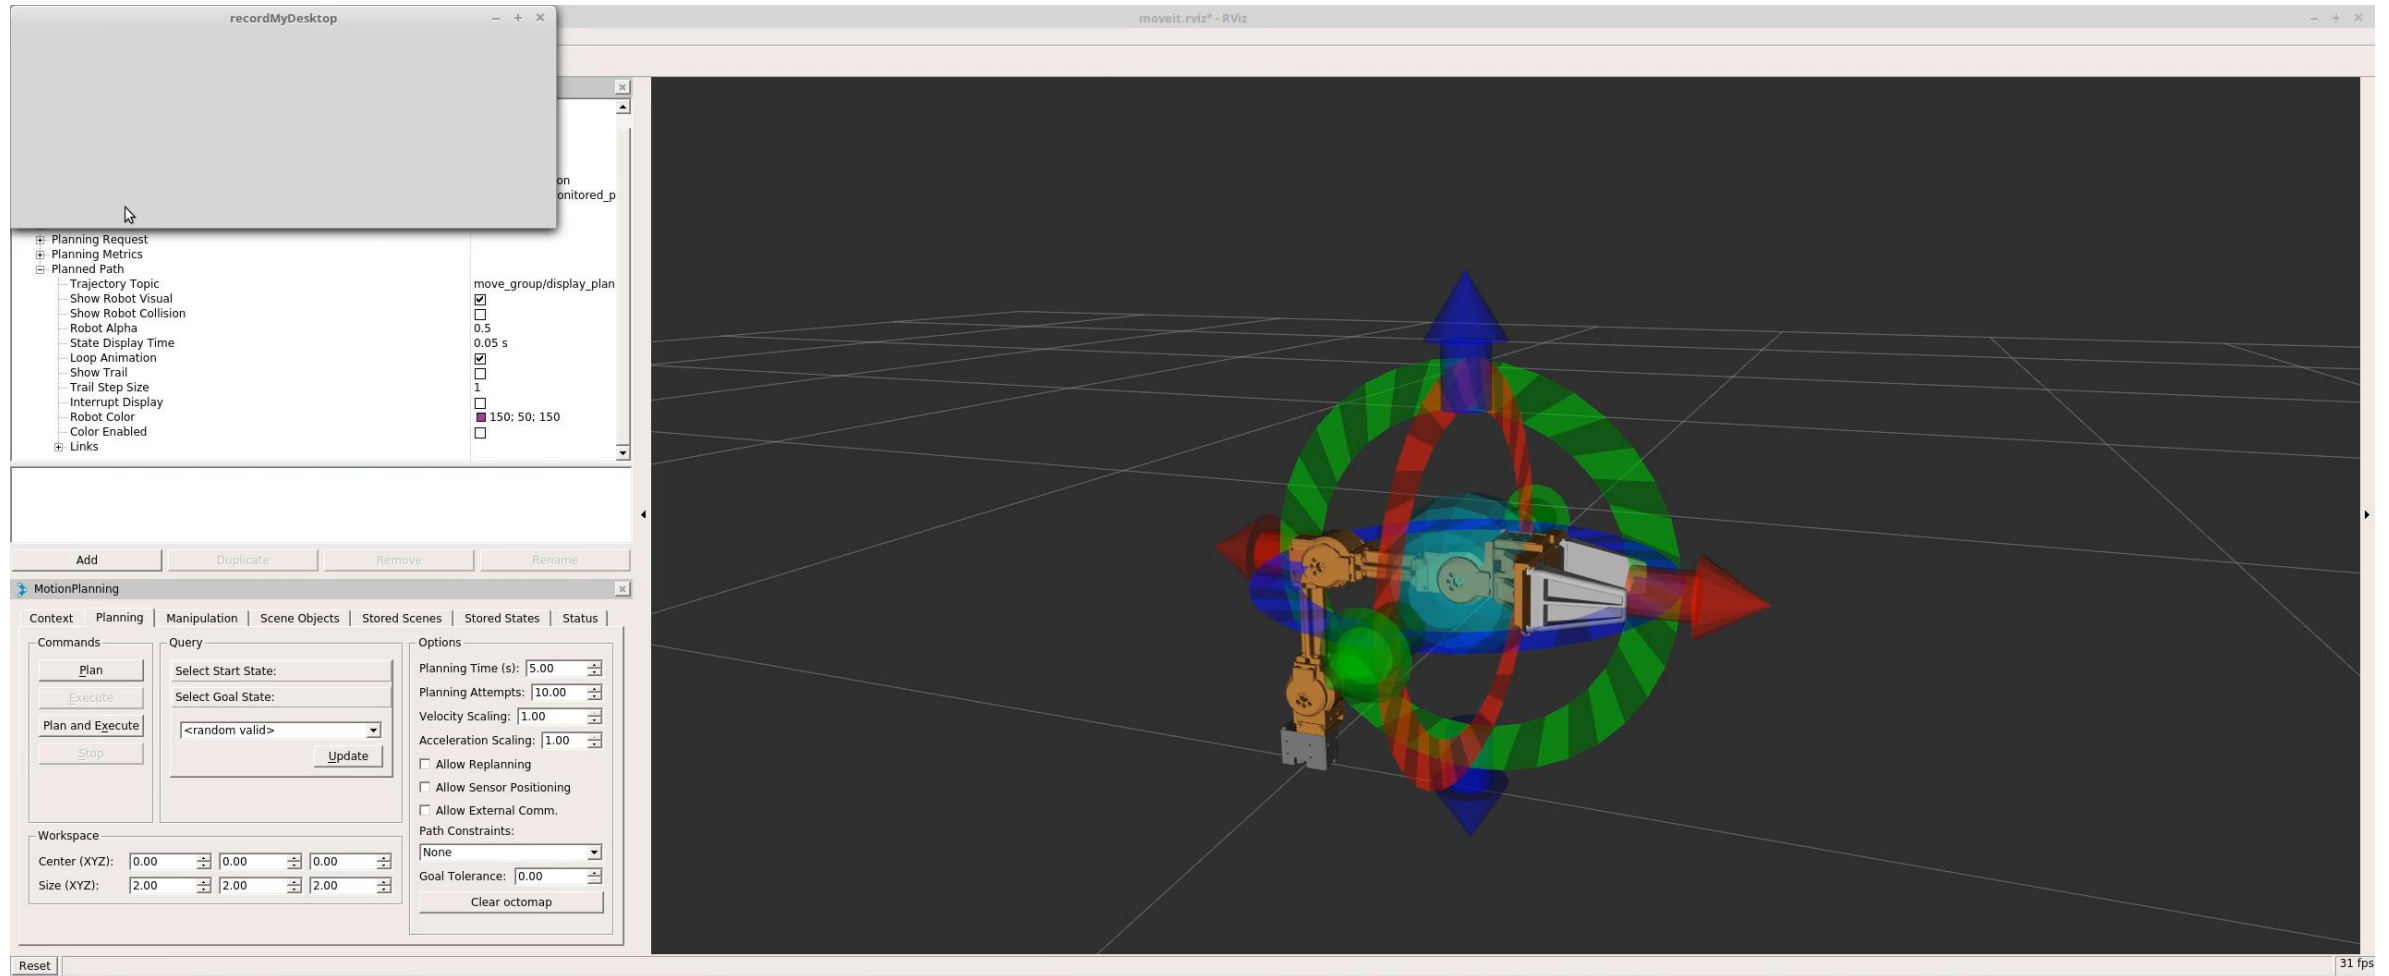 recordMyDesktop
moveit.rviz* - RViz
on
onitored_p
Planning Request
Planning Metrics
Planned Path
Trajectory Topic move_group/display_plan
Show Robot Visual
Show Robot Collision
Robot Alpha 0.5
State Display Time 0.05 s
Loop Animation
Show Trail
Trail Step Size 1
Interrupt Display
Robot Color 150; 50; 150
Color Enabled
Links
Add Duplicate Remove Rename
MotionPlanning
Context Planning Manipulation Scene Objects Stored Scenes Stored States Status
Commands
Plan
Execute
Plan and Execute
Stop
Query
Select Start State:
Select Goal State:
<random valid>
Update
Options
Planning Time (s): 5.00
Planning Attempts: 10.00
Velocity Scaling: 1.00
Acceleration Scaling: 1.00
Allow Replanning
Allow Sensor Positioning
Allow External Comm.
Path Constraints:
None
Goal Tolerance: 0.00
Clear octomap
Workspace
Center (XYZ): 0.00 0.00 0.00
Size (XYZ): 2.00 2.00 2.00
Reset
31 fps